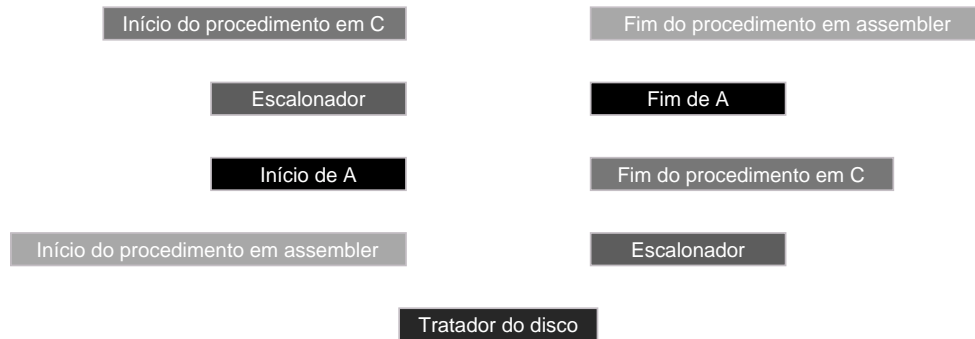 Início do procedimento em C
Fim do procedimento em assembler
Escalonador
Fim de A
Início de A
Fim do procedimento em C
Início do procedimento em assembler
Escalonador
Tratador do disco